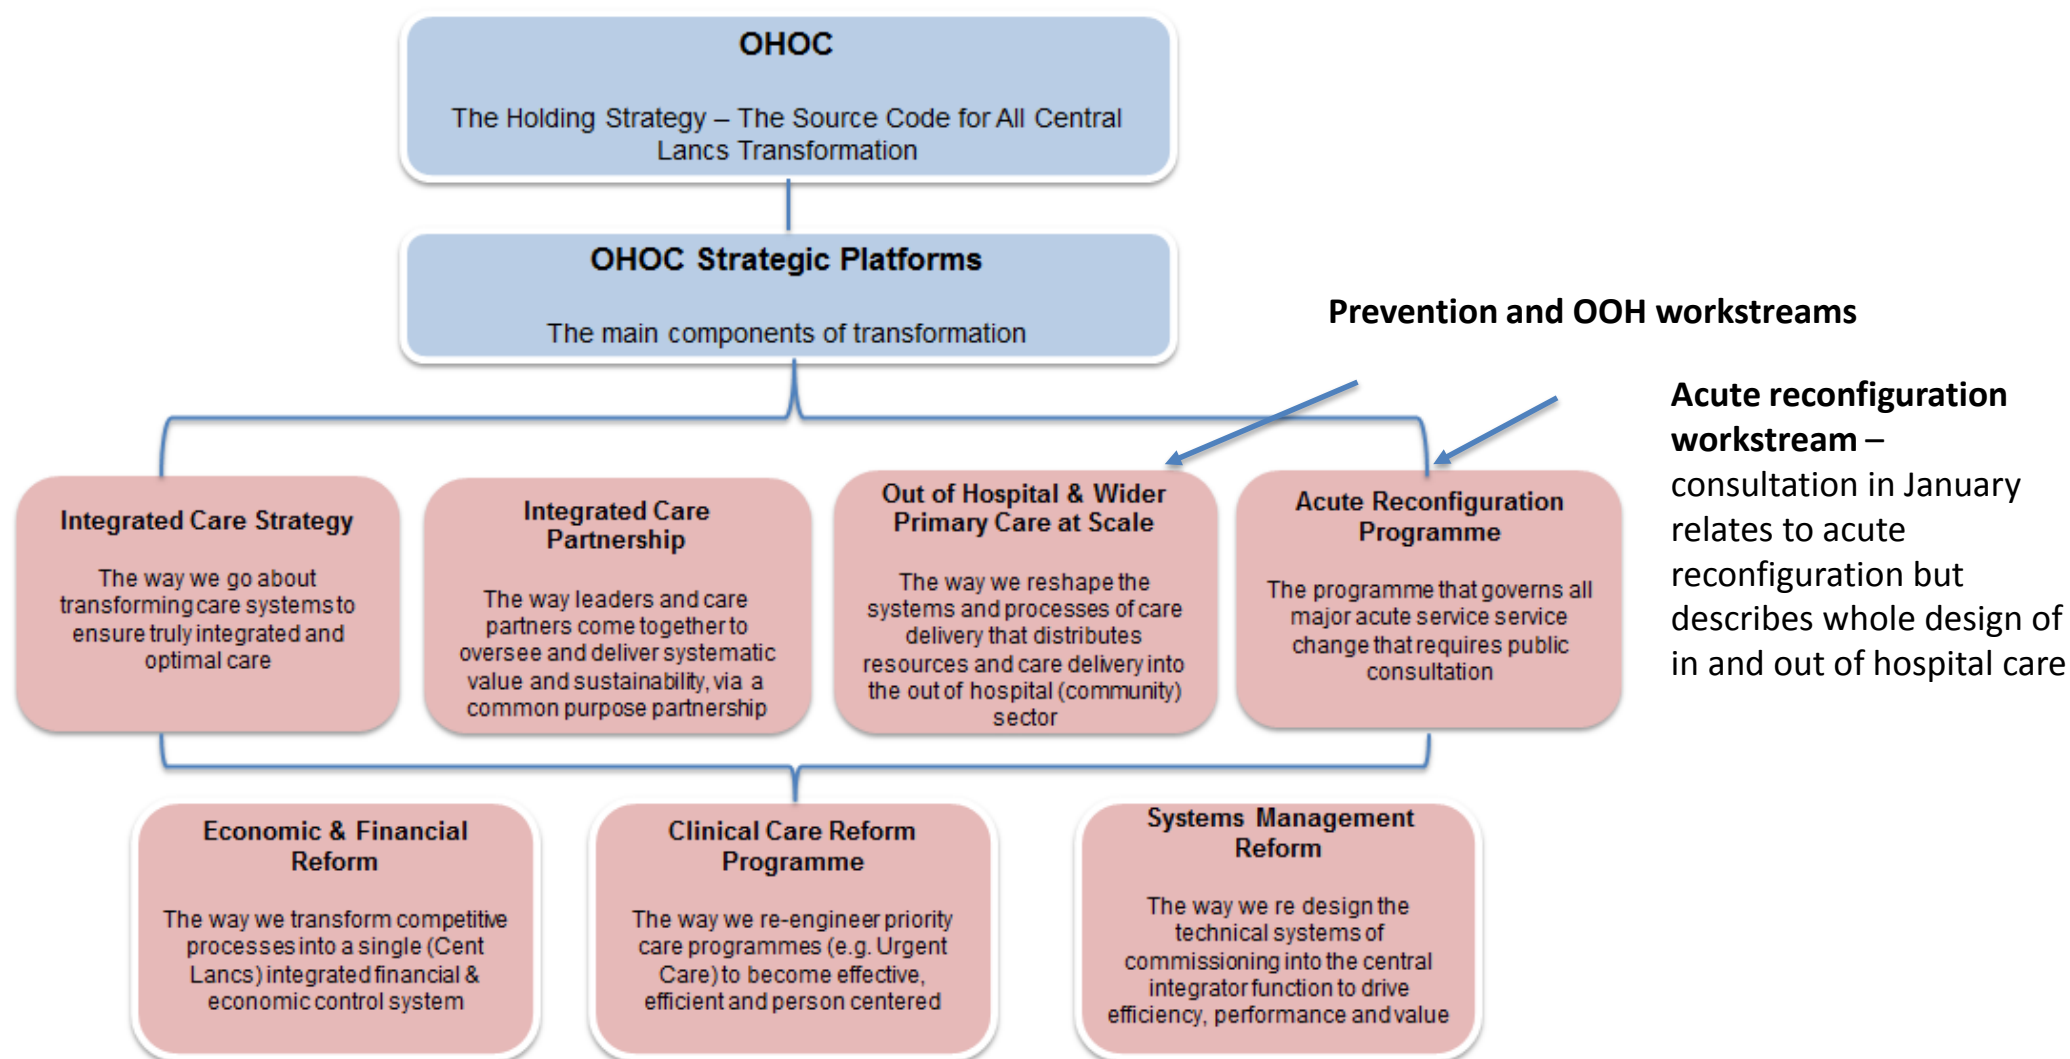 OHOC
The Holding Strategy – The Source Code for All Central
Lancs Transformation
OHOC Strategic Platforms
The main components of transformation
Prevention and OOH workstreams
Acute reconfiguration
workstream –
consultation in January
relates to acute
reconfiguration but
describes whole design of
in and out of hospital care
Integrated Care Strategy
The way we go about
transforming care systems to
ensure truly integrated and
optimal care
Integrated Care
Partnership
The way leaders and care
partners come together to
oversee and deliver systematic
value and sustainability, via a
common purpose partnership
Out of Hospital & Wider
Primary Care at Scale
The way we reshape the
systems and processes of care
delivery that distributes
resources and care delivery into
the out of hospital (community)
sector
Acute Reconfiguration
Programme
The programme that governs all
major acute service service
change that requires public
consultation
Economic & Financial
Reform
The way we transform competitive
processes into a single (Cent
Lancs) integrated financial &
economic control system
Clinical Care Reform
Programme
The way we re-engineer priority
care programmes (e.g. Urgent
Care) to become effective,
efficient and person centered
Systems Management
Reform
The way we re design the
technical systems of
commissioning into the central
integrator function to drive
efficiency, performance and value